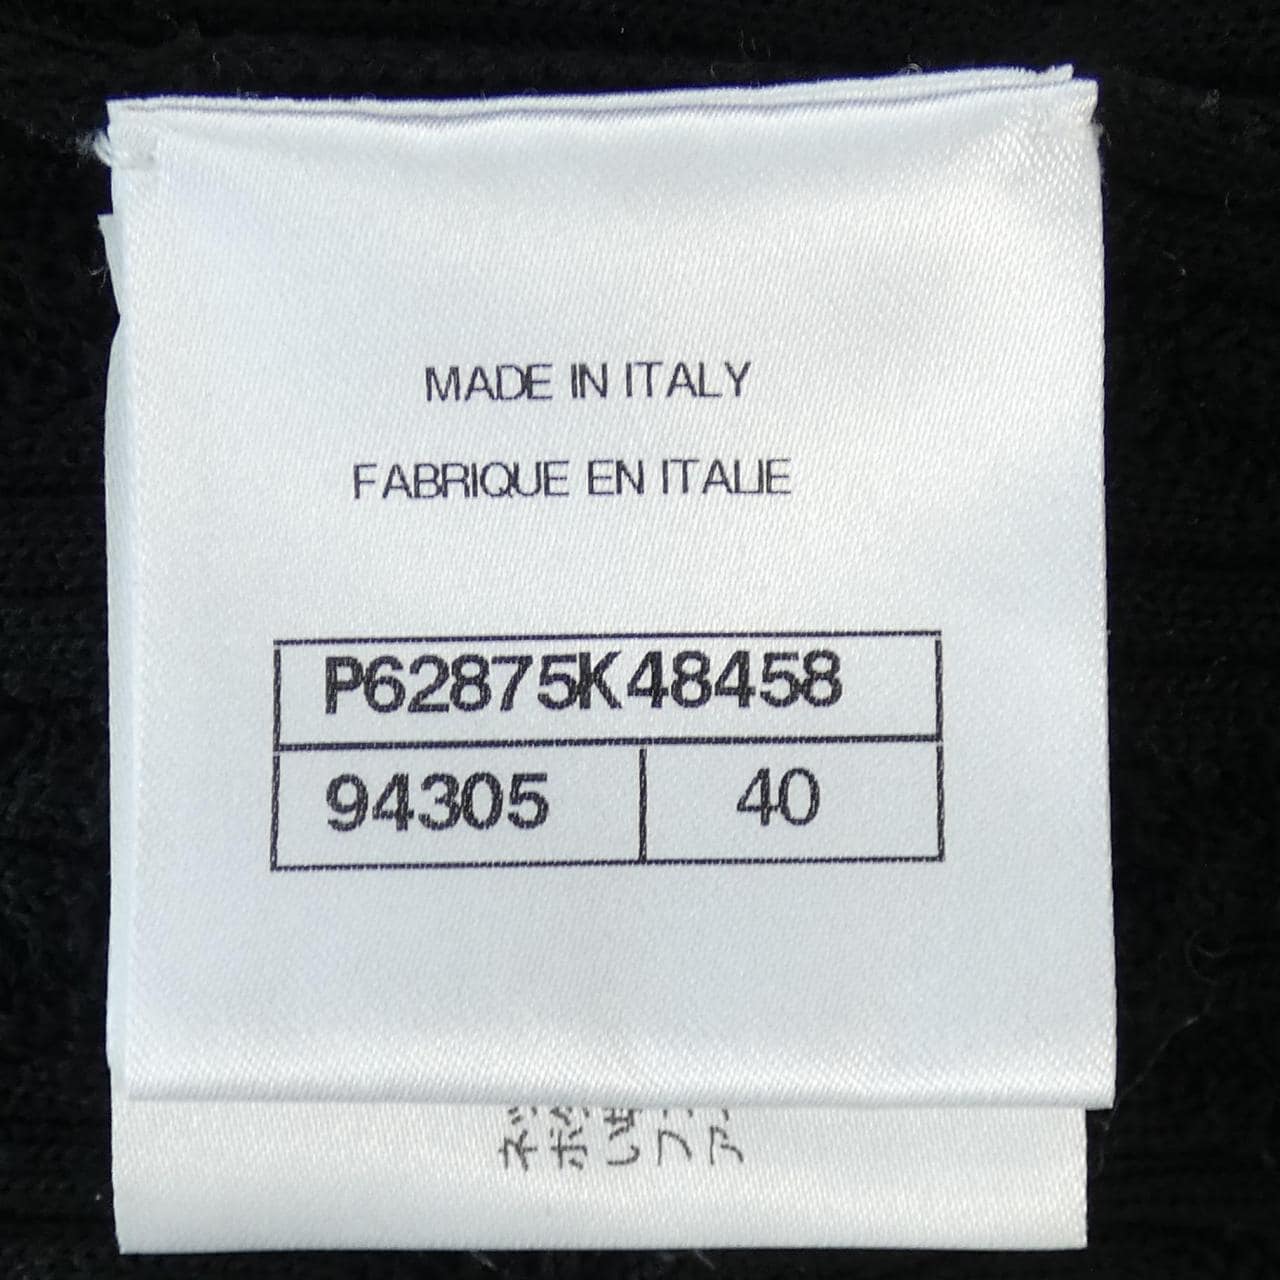 MADE IN ITALY
FABRIQUE EN ITALIE
P62875K48458
94305
40